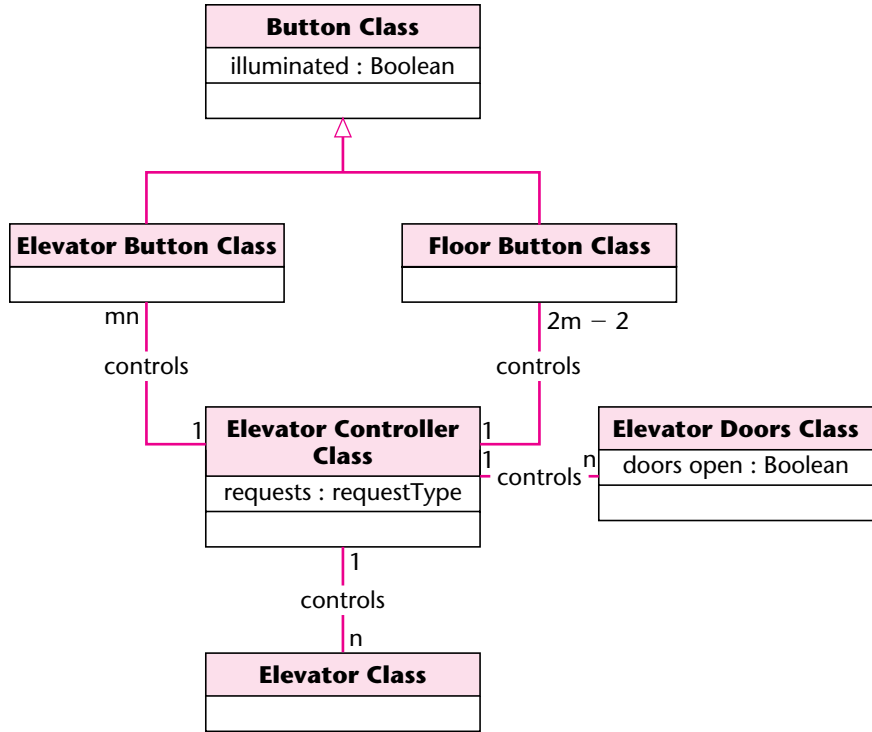 Button Class
illuminated : Boolean
Elevator Button Class
Floor Button Class
mn
2m − 2
controls
controls
1
Elevator Controller
Class
1
1
controls
n
Elevator Doors Class
doors open : Boolean
requests : requestType
1
controls
n
Elevator Class